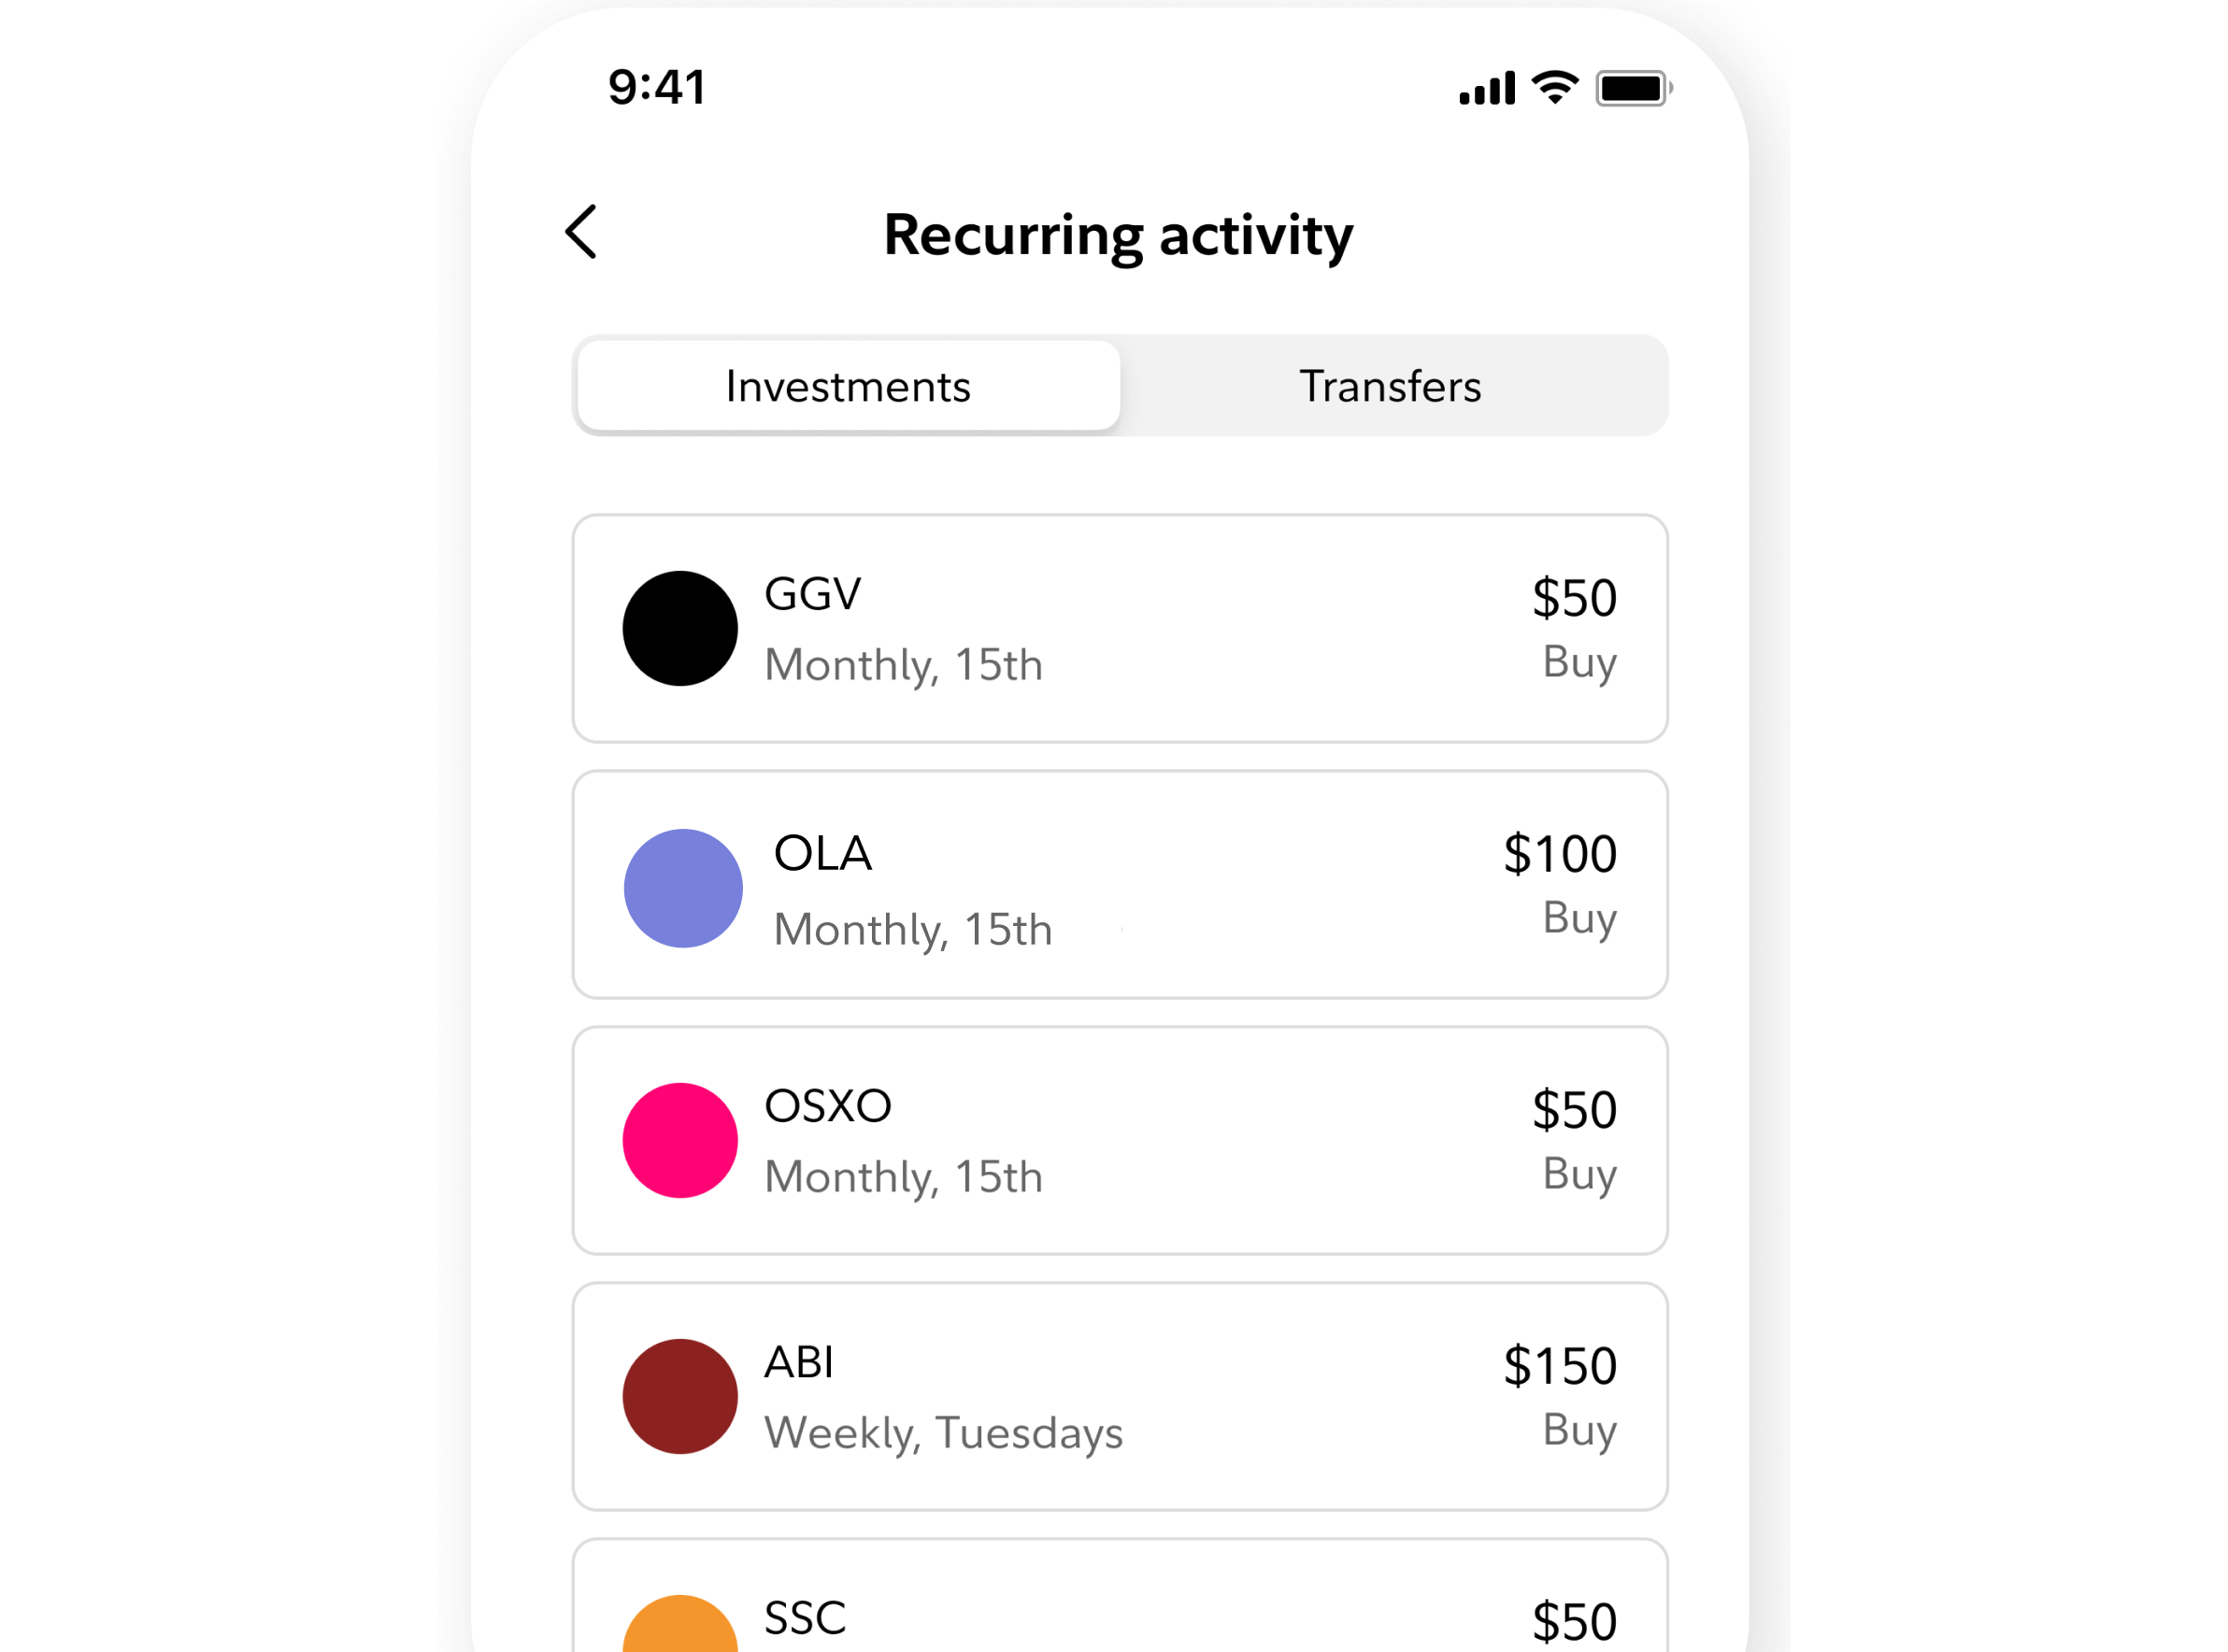 9:41
Recurring activity
Investments Transfers
GGV $50
Monthly, 15th Buy
OLA $100
Monthly, 15th Buy
OSXO $50
Monthly, 15th Buy
ABI $150
Weekly, Tuesdays Buy
SSC $50